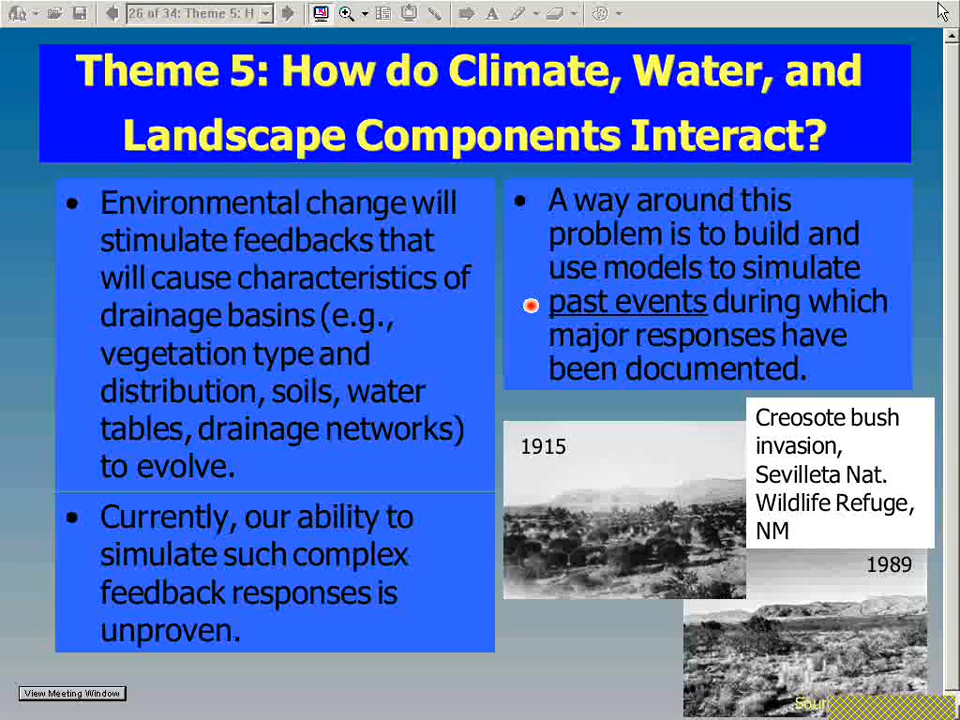 26 of 34: Theme 5: H
Theme 5: How do Climate, Water, and
Landscape Components Interact?
• Environmental change will
stimulate feedbacks that
will cause characteristics of
drainage basins (e.g.,
vegetation type and
distribution, soils, water
tables, drainage networks)
to evolve.
• Currently, our ability to
simulate such complex
feedback responses is
unproven.
• A way around this
problem is to build and
use models to simulate
past events during which
major responses have
been documented.
1915
Creosote bush
invasion,
Sevilleta Nat.
Wildlife Refuge,
NM
1989
View Meeting Window